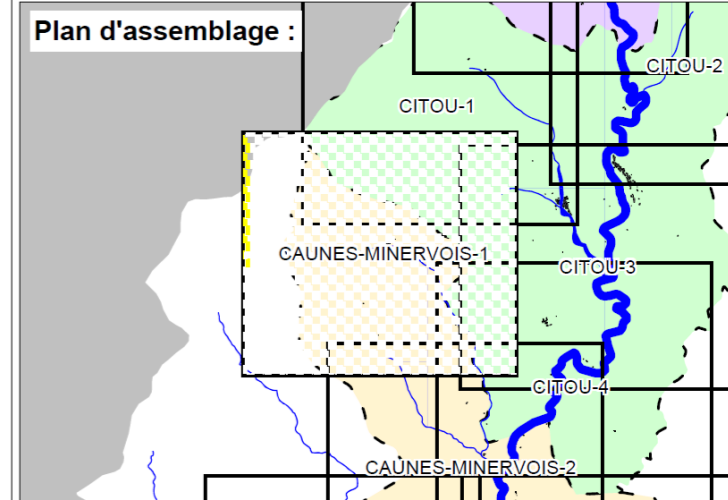 Plan d'assemblage :
CITOU-2
CITOU-1
CAUNES-MINERVOIS-1
CITOU-3
CITOU-4
CAUNES-MINERVOIS-2